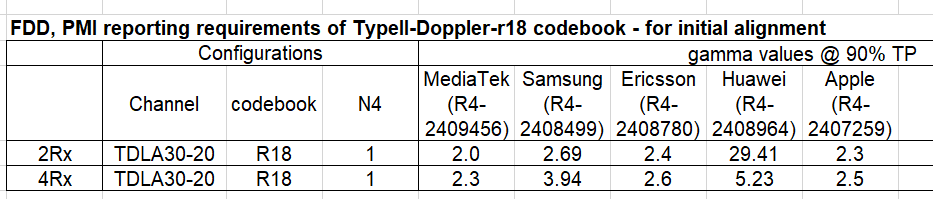 FDD, PMI reporting requirements of TypeII-Doppler-r18 codebook - for initial alignment
Configurations gamma values @ 90% TP
Channel codebook N4 MediaTek (R4-2409456) Samsung (R4-2408499) Ericsson (R4-2408780) Huawei (R4-2408964) Apple (R4-2407259)
2Rx TDLA30-20 R18 1 2.0 2.69 2.4 29.41 2.3
4Rx TDLA30-20 R18 1 2.3 3.94 2.6 5.23 2.5